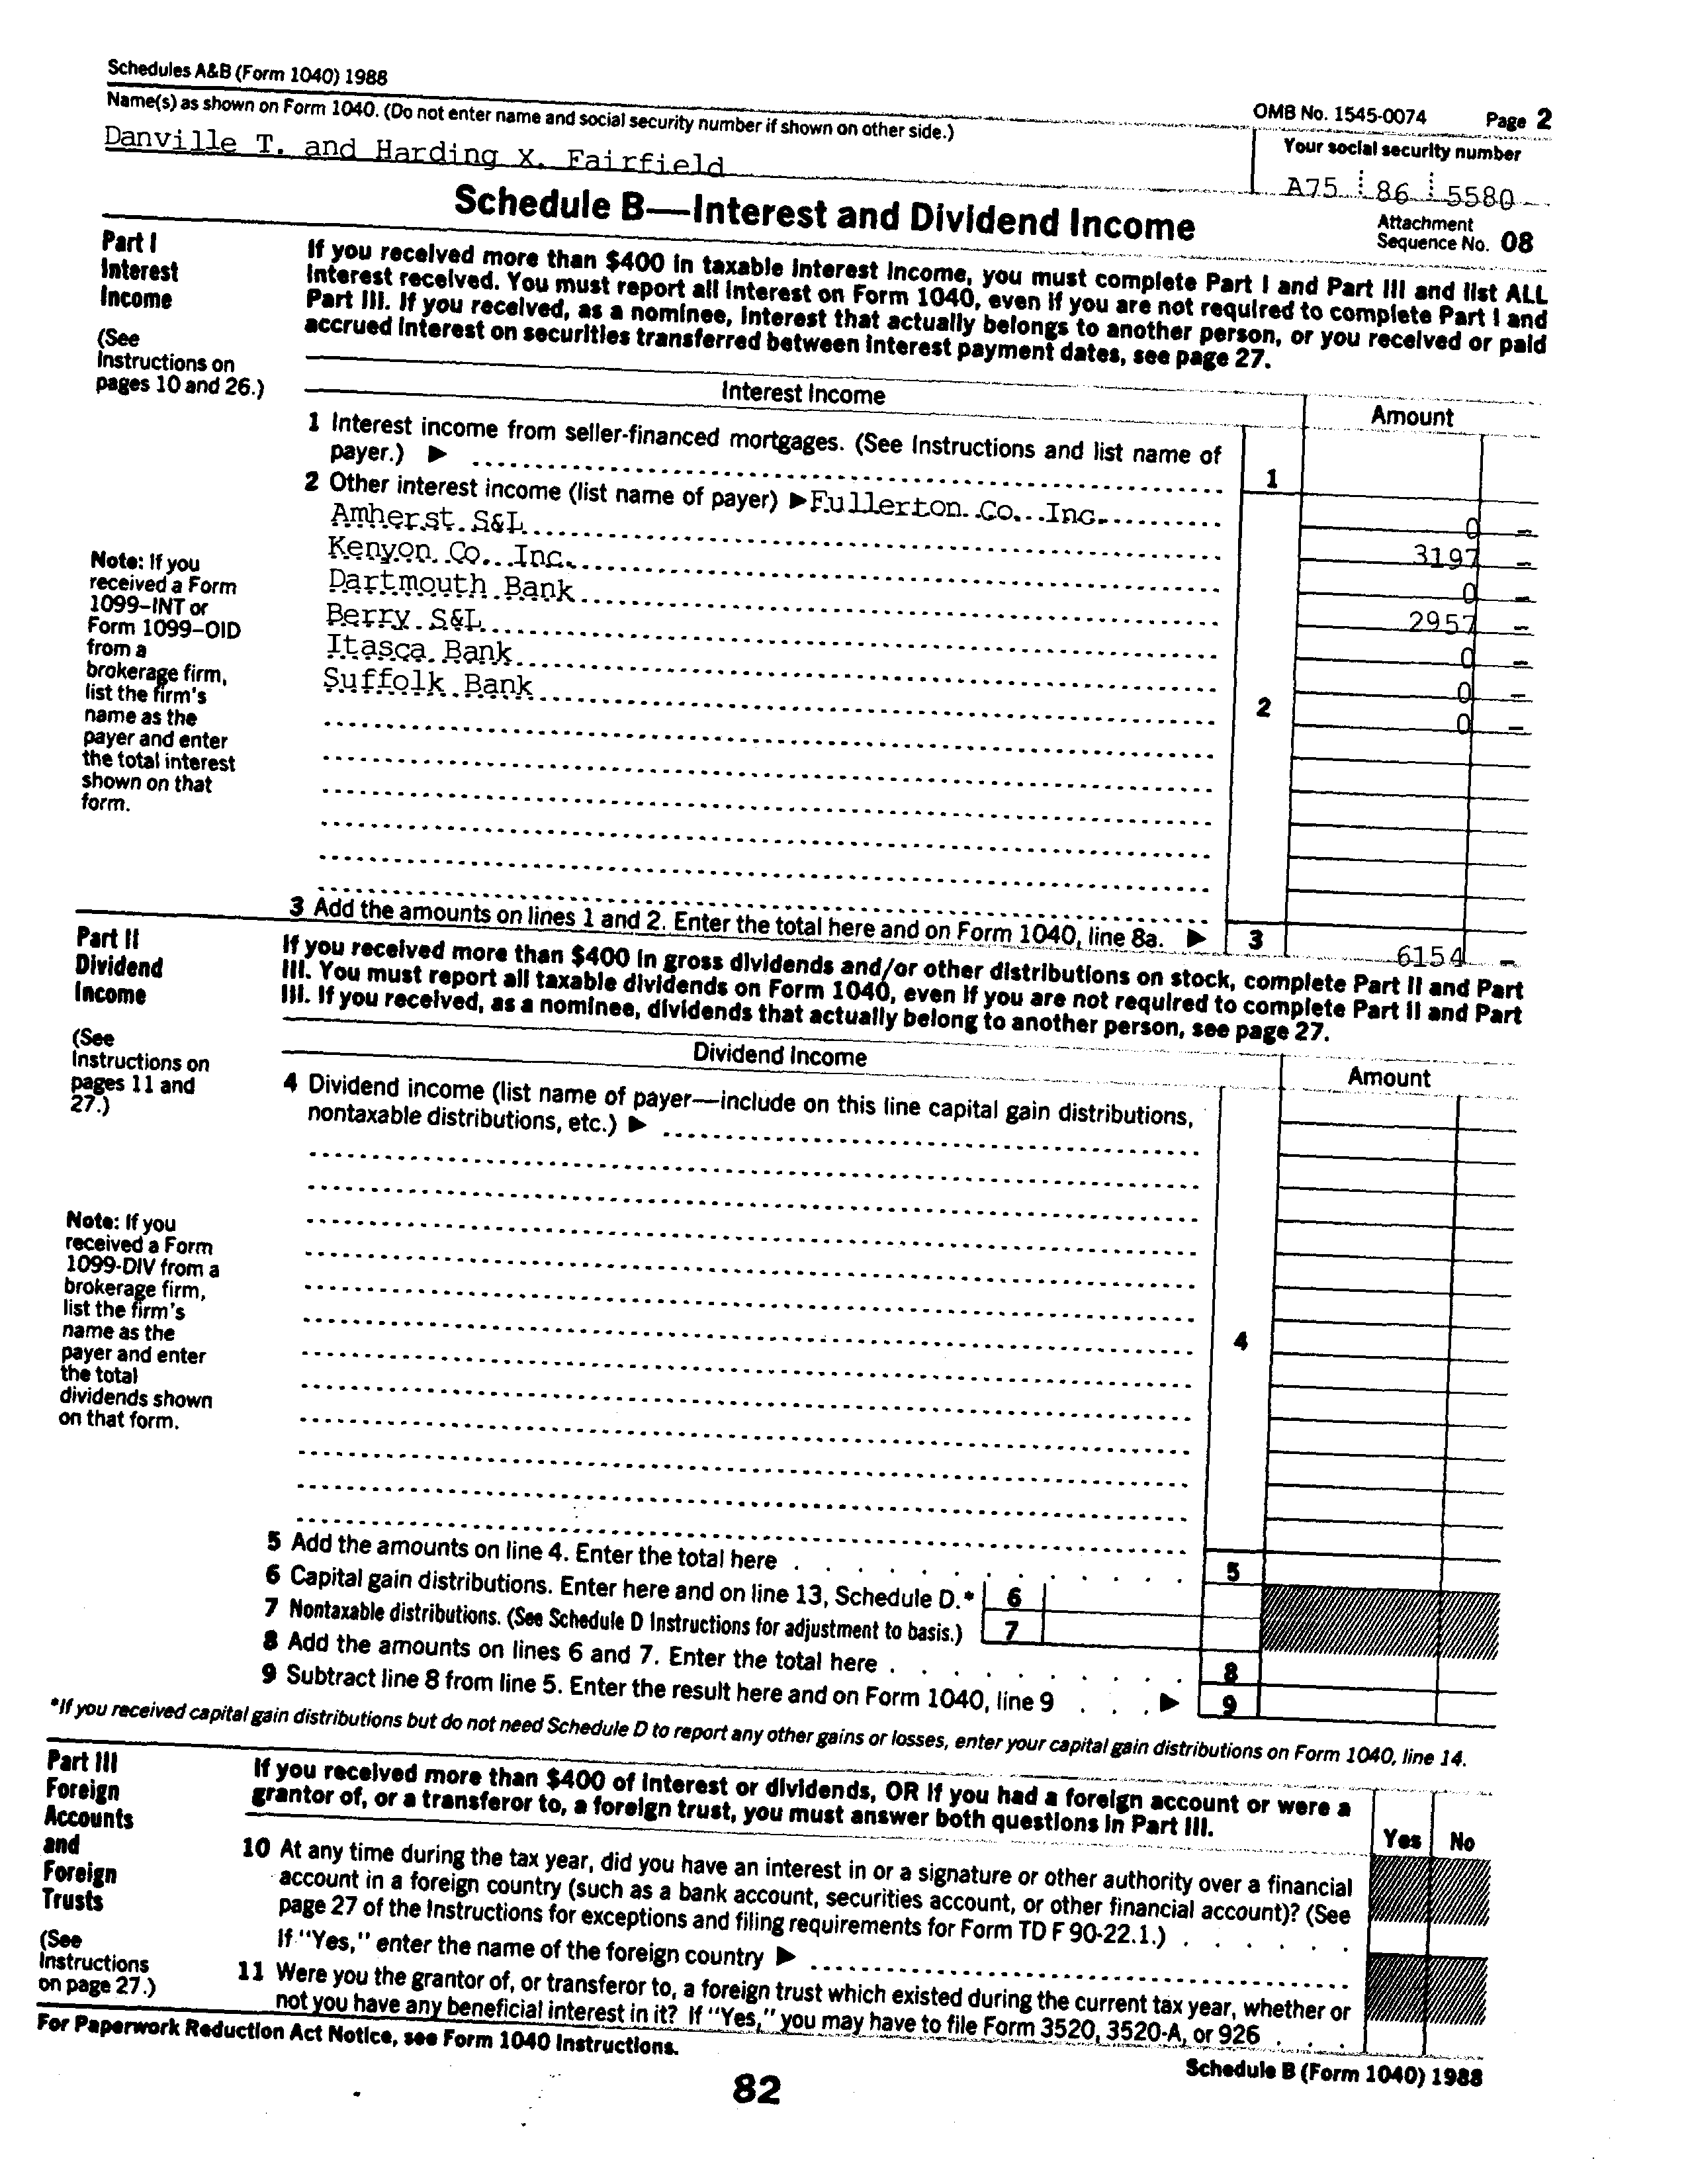 Schedules A&B (Form 1040) 1988
OMB No. 1545-0074 Page 2
Name(s) as shown on Form 1040. (Do not enter name and social security number if shown on other side.)
Your social security number
Danville T. and Harding X. Fairfield
A75 86 5580
Schedule B—Interest and Dividend Income
Attachment
Sequence No. 08
Part I
Interest
Income
(See
Instructions on
pages 10 and 26.)
If you received more than $400 in taxable interest income, you must complete Part I and Part III and list ALL
interest received. You must report all interest on Form 1040, even if you are not required to complete Part I and
Part III. If you received, as a nominee, interest that actually belongs to another person, or you received or paid
accrued interest on securities transferred between interest payment dates, see page 27.
Interest Income
Amount
1 Interest income from seller-financed mortgages. (See Instructions and list name of
payer.) ▶
1
2 Other interest income (list name of payer) ▶ Fullerton Co. Inc.
0 –
Amherst S&L
3197 –
Kenyon Co. Inc.
0 –
Dartmouth Bank
2957 –
Berry S&L
0 –
Itasca Bank
0 –
Suffolk Bank
2
0 –
Note: If you
received a Form
1099–INT or
Form 1099–OID
from a
brokerage firm,
list the firm's
name as the
payer and enter
the total interest
shown on that
form.
3 Add the amounts on lines 1 and 2. Enter the total here and on Form 1040, line 8a. ▶
3
6154 –
Part II
Dividend
Income
(See
Instructions on
pages 11 and
27.)
If you received more than $400 in gross dividends and/or other distributions on stock, complete Part II and Part
III. You must report all taxable dividends on Form 1040, even if you are not required to complete Part II and Part
III. If you received, as a nominee, dividends that actually belong to another person, see page 27.
Dividend Income
Amount
4 Dividend income (list name of payer—include on this line capital gain distributions,
nontaxable distributions, etc.) ▶
4
Note: If you
received a Form
1099-DIV from a
brokerage firm,
list the firm's
name as the
payer and enter
the total
dividends shown
on that form.
5 Add the amounts on line 4. Enter the total here . . . . . . . . . . . . .
5
6 Capital gain distributions. Enter here and on line 13, Schedule D.*
6
7 Nontaxable distributions. (See Schedule D Instructions for adjustment to basis.)
7
8 Add the amounts on lines 6 and 7. Enter the total here . . . . . . . . . .
8
9 Subtract line 8 from line 5. Enter the result here and on Form 1040, line 9 . . . ▶
9
*If you received capital gain distributions but do not need Schedule D to report any other gains or losses, enter your capital gain distributions on Form 1040, line 14.
Part III
Foreign
Accounts
and
Foreign
Trusts
(See
Instructions
on page 27.)
If you received more than $400 of interest or dividends, OR if you had a foreign account or were a
grantor of, or a transferor to, a foreign trust, you must answer both questions in Part III.
Yes No
10 At any time during the tax year, did you have an interest in or a signature or other authority over a financial
account in a foreign country (such as a bank account, securities account, or other financial account)? (See
page 27 of the Instructions for exceptions and filing requirements for Form TD F 90-22.1.) . . . . . .
If "Yes," enter the name of the foreign country ▶
11 Were you the grantor of, or transferor to, a foreign trust which existed during the current tax year, whether or
not you have any beneficial interest in it? If "Yes," you may have to file Form 3520, 3520-A, or 926 . . .
For Paperwork Reduction Act Notice, see Form 1040 Instructions.
Schedule B (Form 1040) 1988
82